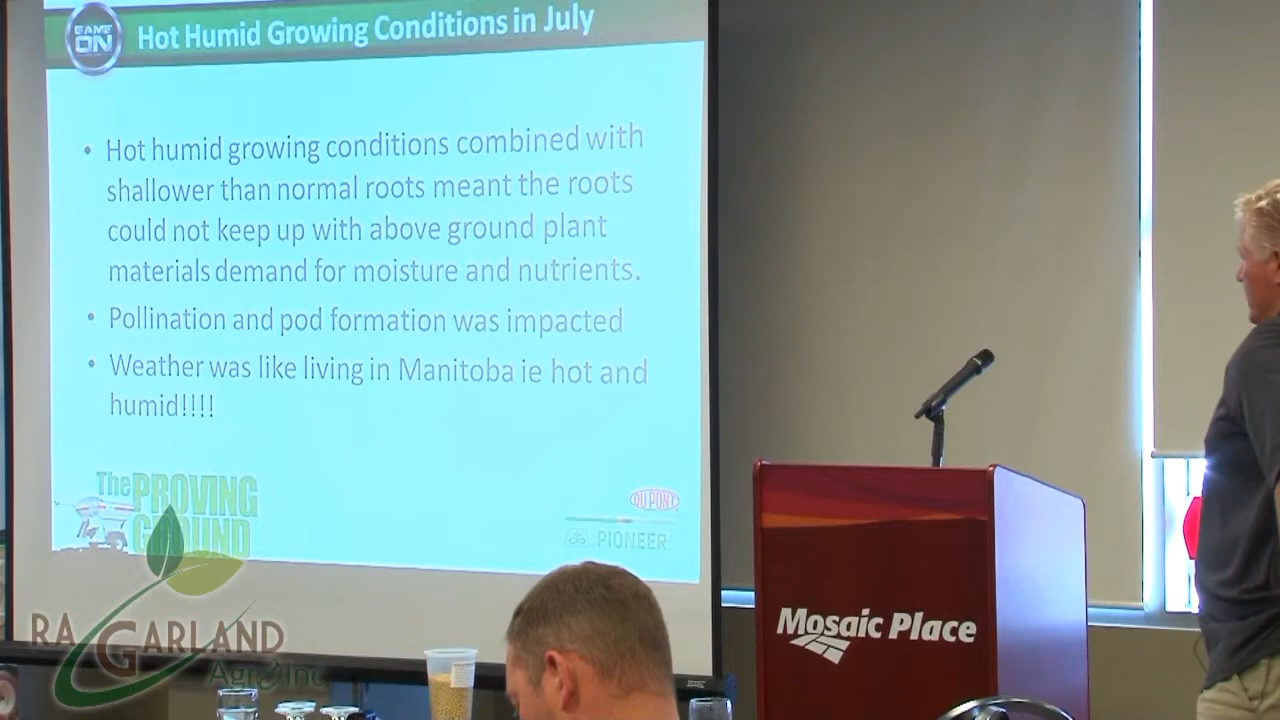 GAME ON
Hot Humid Growing Conditions in July
• Hot humid growing conditions combined with
shallower than normal roots meant the roots
could not keep up with above ground plant
materials demand for moisture and nutrients.
• Pollination and pod formation was impacted
• Weather was like living in Manitoba ie hot and
humid!!!!
The PROVING
GROUND
DUPONT
PIONEER
Mosaic Place
RA GARLAND
Agro Inc